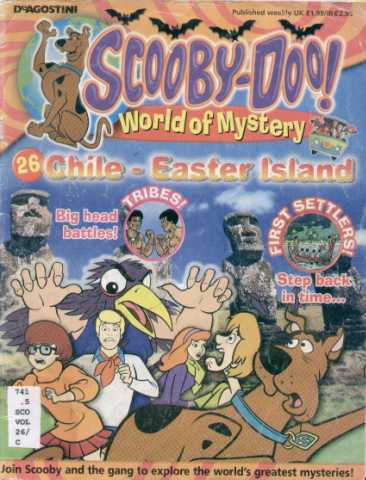 DeAGOSTINI
Published weekly UK £1.99/IR£2.50
SCOOBY-DOO!
World of Mystery
26 Chile - Easter Island
TRIBES!
Big head
battles!
FIRST SETTLERS!
Step back
in time...
741
.5
SCO
VOL
26/
C
Join Scooby and the gang to explore the world's greatest mysteries!